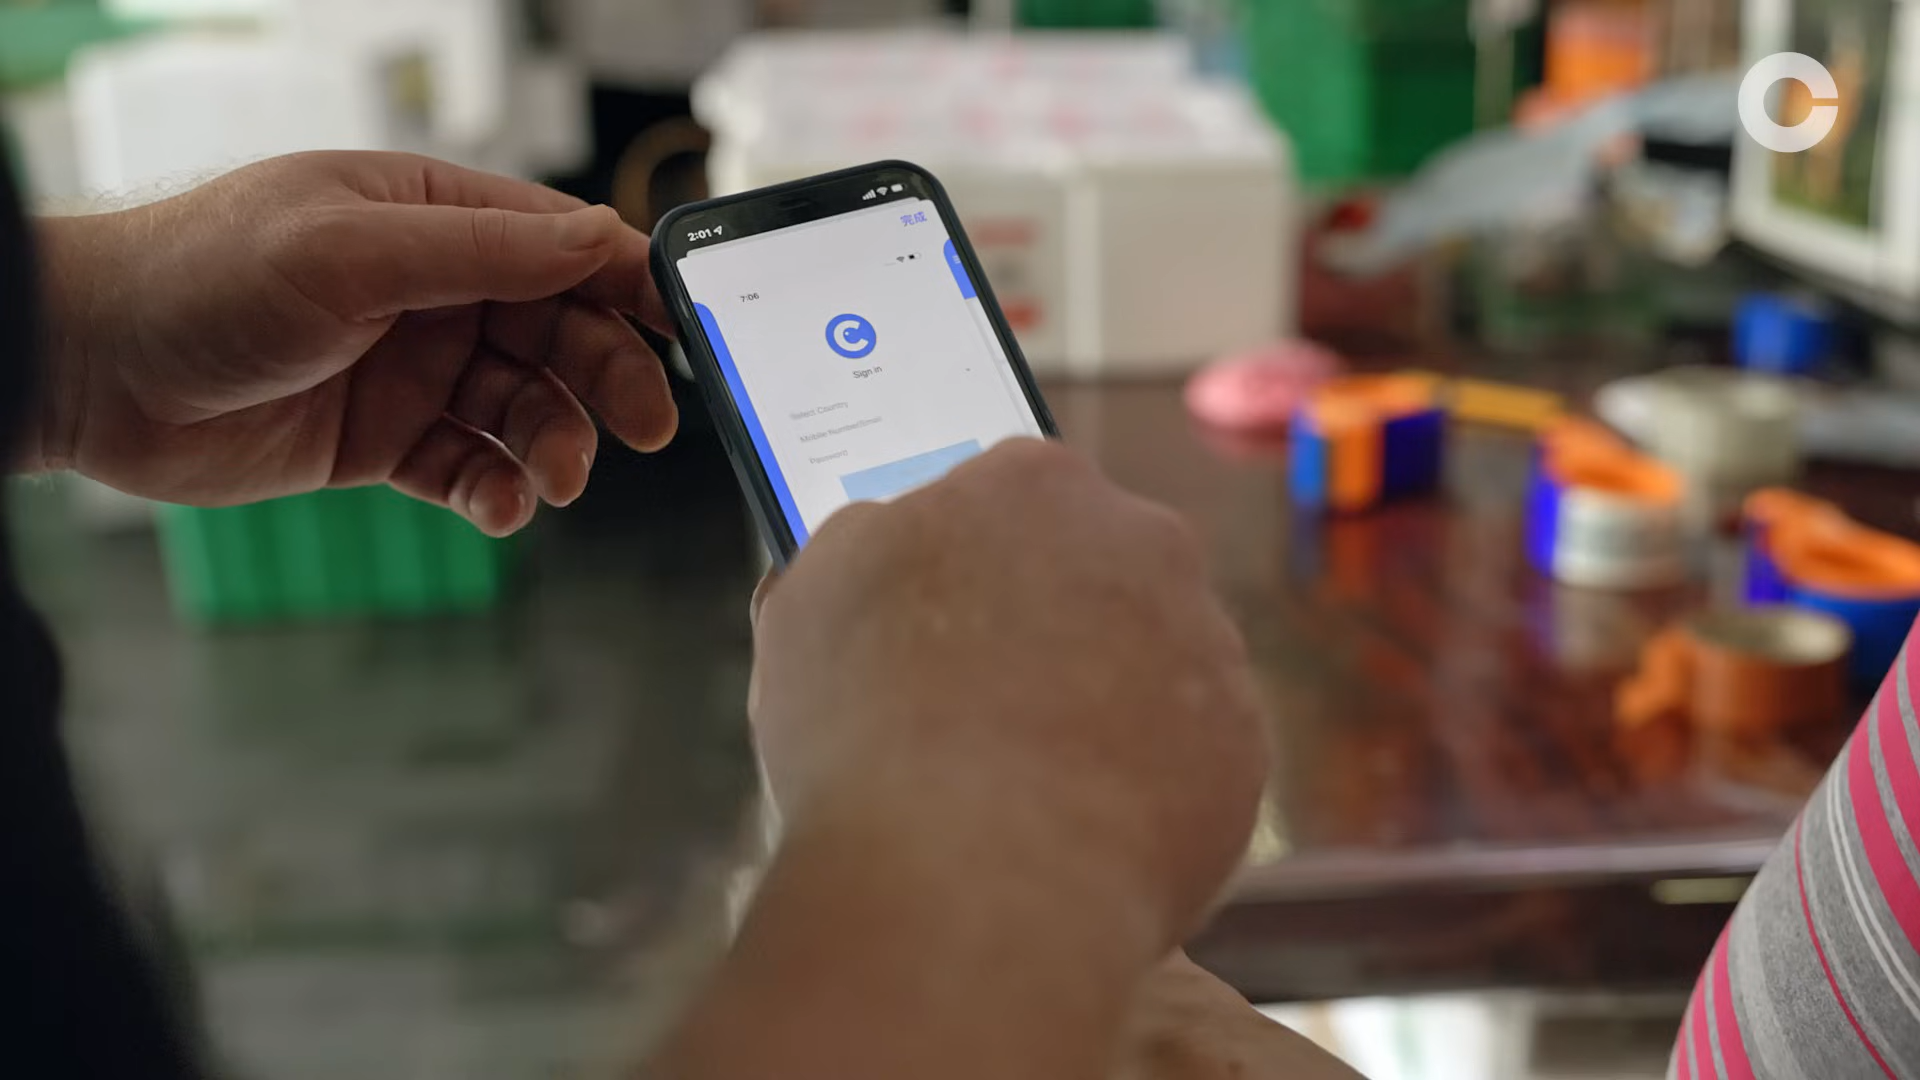 2:01
完成
7:06
Sign in
Select Country
Mobile Number/Email
Password